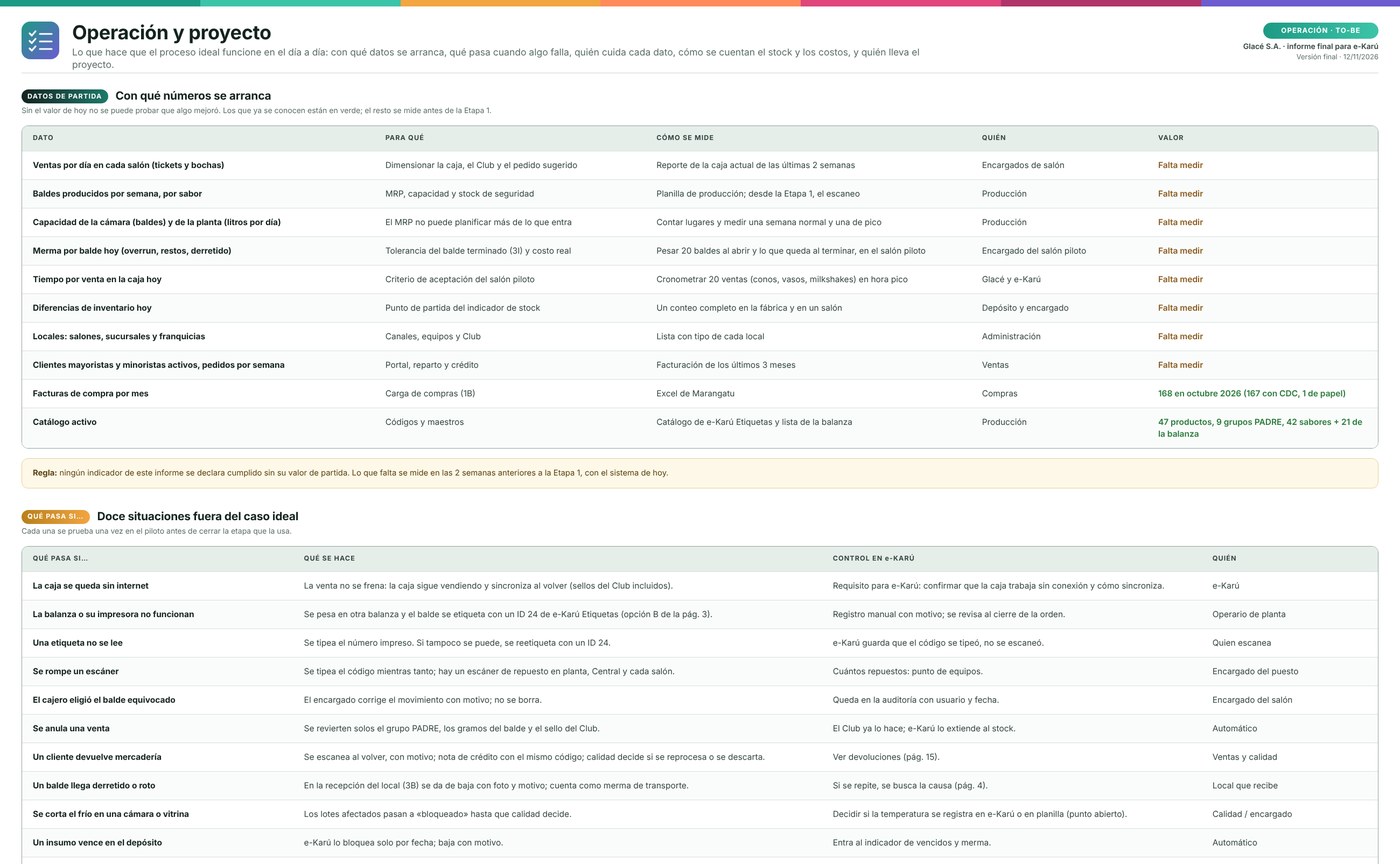 Operación y proyecto
Lo que hace que el proceso ideal funcione en el día a día: con qué datos se arranca, qué pasa cuando algo falla, quién cuida cada dato, cómo se cuentan el stock y los costos, y quién lleva el
proyecto.
OPERACIÓN · TO-BE
Glacé S.A. · informe final para e-Karú
Versión final · 12/11/2026
DATOS DE PARTIDA Con qué números se arranca
Sin el valor de hoy no se puede probar que algo mejoró. Los que ya se conocen están en verde; el resto se mide antes de la Etapa 1.
DATO PARA QUÉ CÓMO SE MIDE QUIÉN VALOR
Ventas por día en cada salón (tickets y bochas) Dimensionar la caja, el Club y el pedido sugerido Reporte de la caja actual de las últimas 2 semanas Encargados de salón Falta medir
Baldes producidos por semana, por sabor MRP, capacidad y stock de seguridad Planilla de producción; desde la Etapa 1, el escaneo Producción Falta medir
Capacidad de la cámara (baldes) y de la planta (litros por día) El MRP no puede planificar más de lo que entra Contar lugares y medir una semana normal y una de pico Producción Falta medir
Merma por balde hoy (overrun, restos, derretido) Tolerancia del balde terminado (3I) y costo real Pesar 20 baldes al abrir y lo que queda al terminar, en el salón piloto Encargado del salón piloto Falta medir
Tiempo por venta en la caja hoy Criterio de aceptación del salón piloto Cronometrar 20 ventas (conos, vasos, milkshakes) en hora pico Glacé y e-Karú Falta medir
Diferencias de inventario hoy Punto de partida del indicador de stock Un conteo completo en la fábrica y en un salón Depósito y encargado Falta medir
Locales: salones, sucursales y franquicias Canales, equipos y Club Lista con tipo de cada local Administración Falta medir
Clientes mayoristas y minoristas activos, pedidos por semana Portal, reparto y crédito Facturación de los últimos 3 meses Ventas Falta medir
Facturas de compra por mes Carga de compras (1B) Excel de Marangatu Compras 168 en octubre 2026 (167 con CDC, 1 de papel)
Catálogo activo Códigos y maestros Catálogo de e-Karú Etiquetas y lista de la balanza Producción 47 productos, 9 grupos PADRE, 42 sabores + 21 de
la balanza
Regla: ningún indicador de este informe se declara cumplido sin su valor de partida. Lo que falta se mide en las 2 semanas anteriores a la Etapa 1, con el sistema de hoy.
QUÉ PASA SI... Doce situaciones fuera del caso ideal
Cada una se prueba una vez en el piloto antes de cerrar la etapa que la usa.
QUÉ PASA SI... QUÉ SE HACE CONTROL EN e-KARÚ QUIÉN
La caja se queda sin internet La venta no se frena: la caja sigue vendiendo y sincroniza al volver (sellos del Club incluidos). Requisito para e-Karú: confirmar que la caja trabaja sin conexión y cómo sincroniza. e-Karú
La balanza o su impresora no funcionan Se pesa en otra balanza y el balde se etiqueta con un ID 24 de e-Karú Etiquetas (opción B de la pág. 3). Registro manual con motivo; se revisa al cierre de la orden. Operario de planta
Una etiqueta no se lee Se tipea el número impreso. Si tampoco se puede, se reetiqueta con un ID 24. e-Karú guarda que el código se tipeó, no se escaneó. Quien escanea
Se rompe un escáner Se tipea el código mientras tanto; hay un escáner de repuesto en planta, Central y cada salón. Cuántos repuestos: punto de equipos. Encargado del puesto
El cajero eligió el balde equivocado El encargado corrige el movimiento con motivo; no se borra. Queda en la auditoría con usuario y fecha. Encargado del salón
Se anula una venta Se revierten solos el grupo PADRE, los gramos del balde y el sello del Club. El Club ya lo hace; e-Karú lo extiende al stock. Automático
Un cliente devuelve mercadería Se escanea al volver, con motivo; nota de crédito con el mismo código; calidad decide si se reprocesa o se descarta. Ver devoluciones (pág. 15). Ventas y calidad
Un balde llega derretido o roto En la recepción del local (3B) se da de baja con foto y motivo; cuenta como merma de transporte. Si se repite, se busca la causa (pág. 4). Local que recibe
Se corta el frío en una cámara o vitrina Los lotes afectados pasan a «bloqueado» hasta que calidad decide. Decidir si la temperatura se registra en e-Karú o en planilla (punto abierto). Calidad / encargado
Un insumo vence en el depósito e-Karú lo bloquea solo por fecha; baja con motivo. Entra al indicador de vencidos y merma. Automático